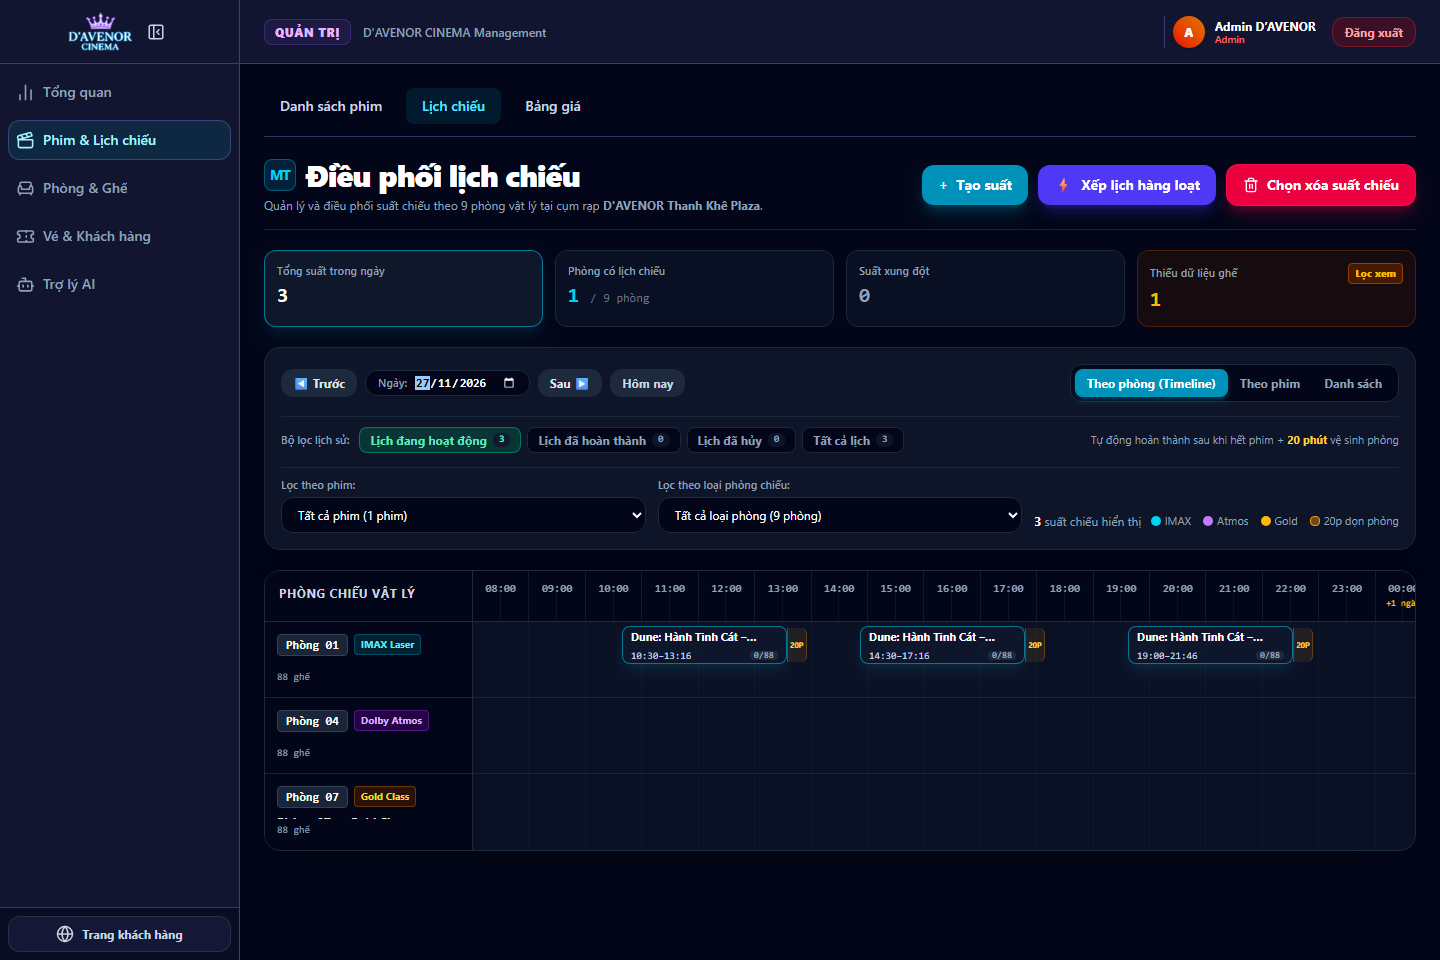 D'AVENOR
CINEMA
QUẢN TRỊ
D'AVENOR CINEMA Management
A
Admin D'AVENOR
Admin
Đăng xuất
Tổng quan
Phim & Lịch chiếu
Phòng & Ghế
Vé & Khách hàng
Trợ lý AI
Trang khách hàng
Danh sách phim
Lịch chiếu
Bảng giá
MT
Điều phối lịch chiếu
Quản lý và điều phối suất chiếu theo 9 phòng vật lý tại cụm rạp D'AVENOR Thanh Khê Plaza.
+ Tạo suất
Xếp lịch hàng loạt
Chọn xóa suất chiếu
Tổng suất trong ngày
3
Phòng có lịch chiếu
1 / 9 phòng
Suất xung đột
0
Thiếu dữ liệu ghế
Lọc xem
1
Trước
Ngày: 27/11/2026
Sau
Hôm nay
Theo phòng (Timeline)
Theo phim
Danh sách
Bộ lọc lịch sử:
Lịch đang hoạt động 3
Lịch đã hoàn thành 0
Lịch đã hủy 0
Tất cả lịch 3
Tự động hoàn thành sau khi hết phim + 20 phút vệ sinh phòng
Lọc theo phim:
Tất cả phim (1 phim)
Lọc theo loại phòng chiếu:
Tất cả loại phòng (9 phòng)
3 suất chiếu hiển thị
IMAX
Atmos
Gold
20p dọn phòng
PHÒNG CHIẾU VẬT LÝ
08:00 09:00 10:00 11:00 12:00 13:00 14:00 15:00 16:00 17:00 18:00 19:00 20:00 21:00 22:00 23:00 00:00
+1 ngà
Phòng 01
IMAX Laser
88 ghế
Dune: Hành Tinh Cát –...
10:30–13:16
0/88
20P
Dune: Hành Tinh Cát –...
14:30–17:16
0/88
20P
Dune: Hành Tinh Cát –...
19:00–21:46
0/88
20P
Phòng 04
Dolby Atmos
88 ghế
Phòng 07
Gold Class
88 ghế